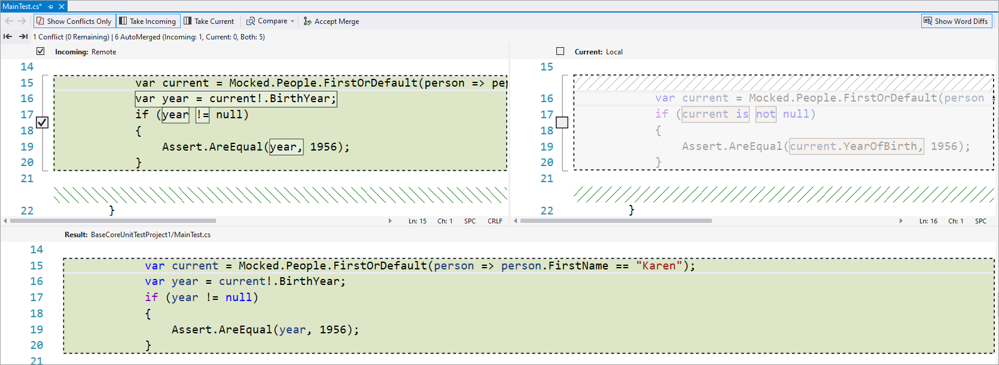 MainTest.cs*
Show Conflicts Only Take Incoming Take Current Compare Accept Merge Show Word Diffs
1 Conflict (0 Remaining) | 6 AutoMerged (Incoming: 1, Current: 0, Both: 5)
Incoming: Remote
14
15 var current = Mocked.People.FirstOrDefault(person => per
16 var year = current!.BirthYear;
17 if (year != null)
18 {
19 Assert.AreEqual(year, 1956);
20 }
21
22 }
Ln: 15 Ch: 1 SPC CRLF
Current: Local
15
16 var current = Mocked.People.FirstOrDefault(person
17 if (current is not null)
18 {
19 Assert.AreEqual(current.YearOfBirth, 1956);
20 }
21
22 }
Ln: 16 Ch: 1 SPC
Result: BaseCoreUnitTestProject1/MainTest.cs
14
15 var current = Mocked.People.FirstOrDefault(person => person.FirstName == "Karen");
16 var year = current!.BirthYear;
17 if (year != null)
18 {
19 Assert.AreEqual(year, 1956);
20 }
21